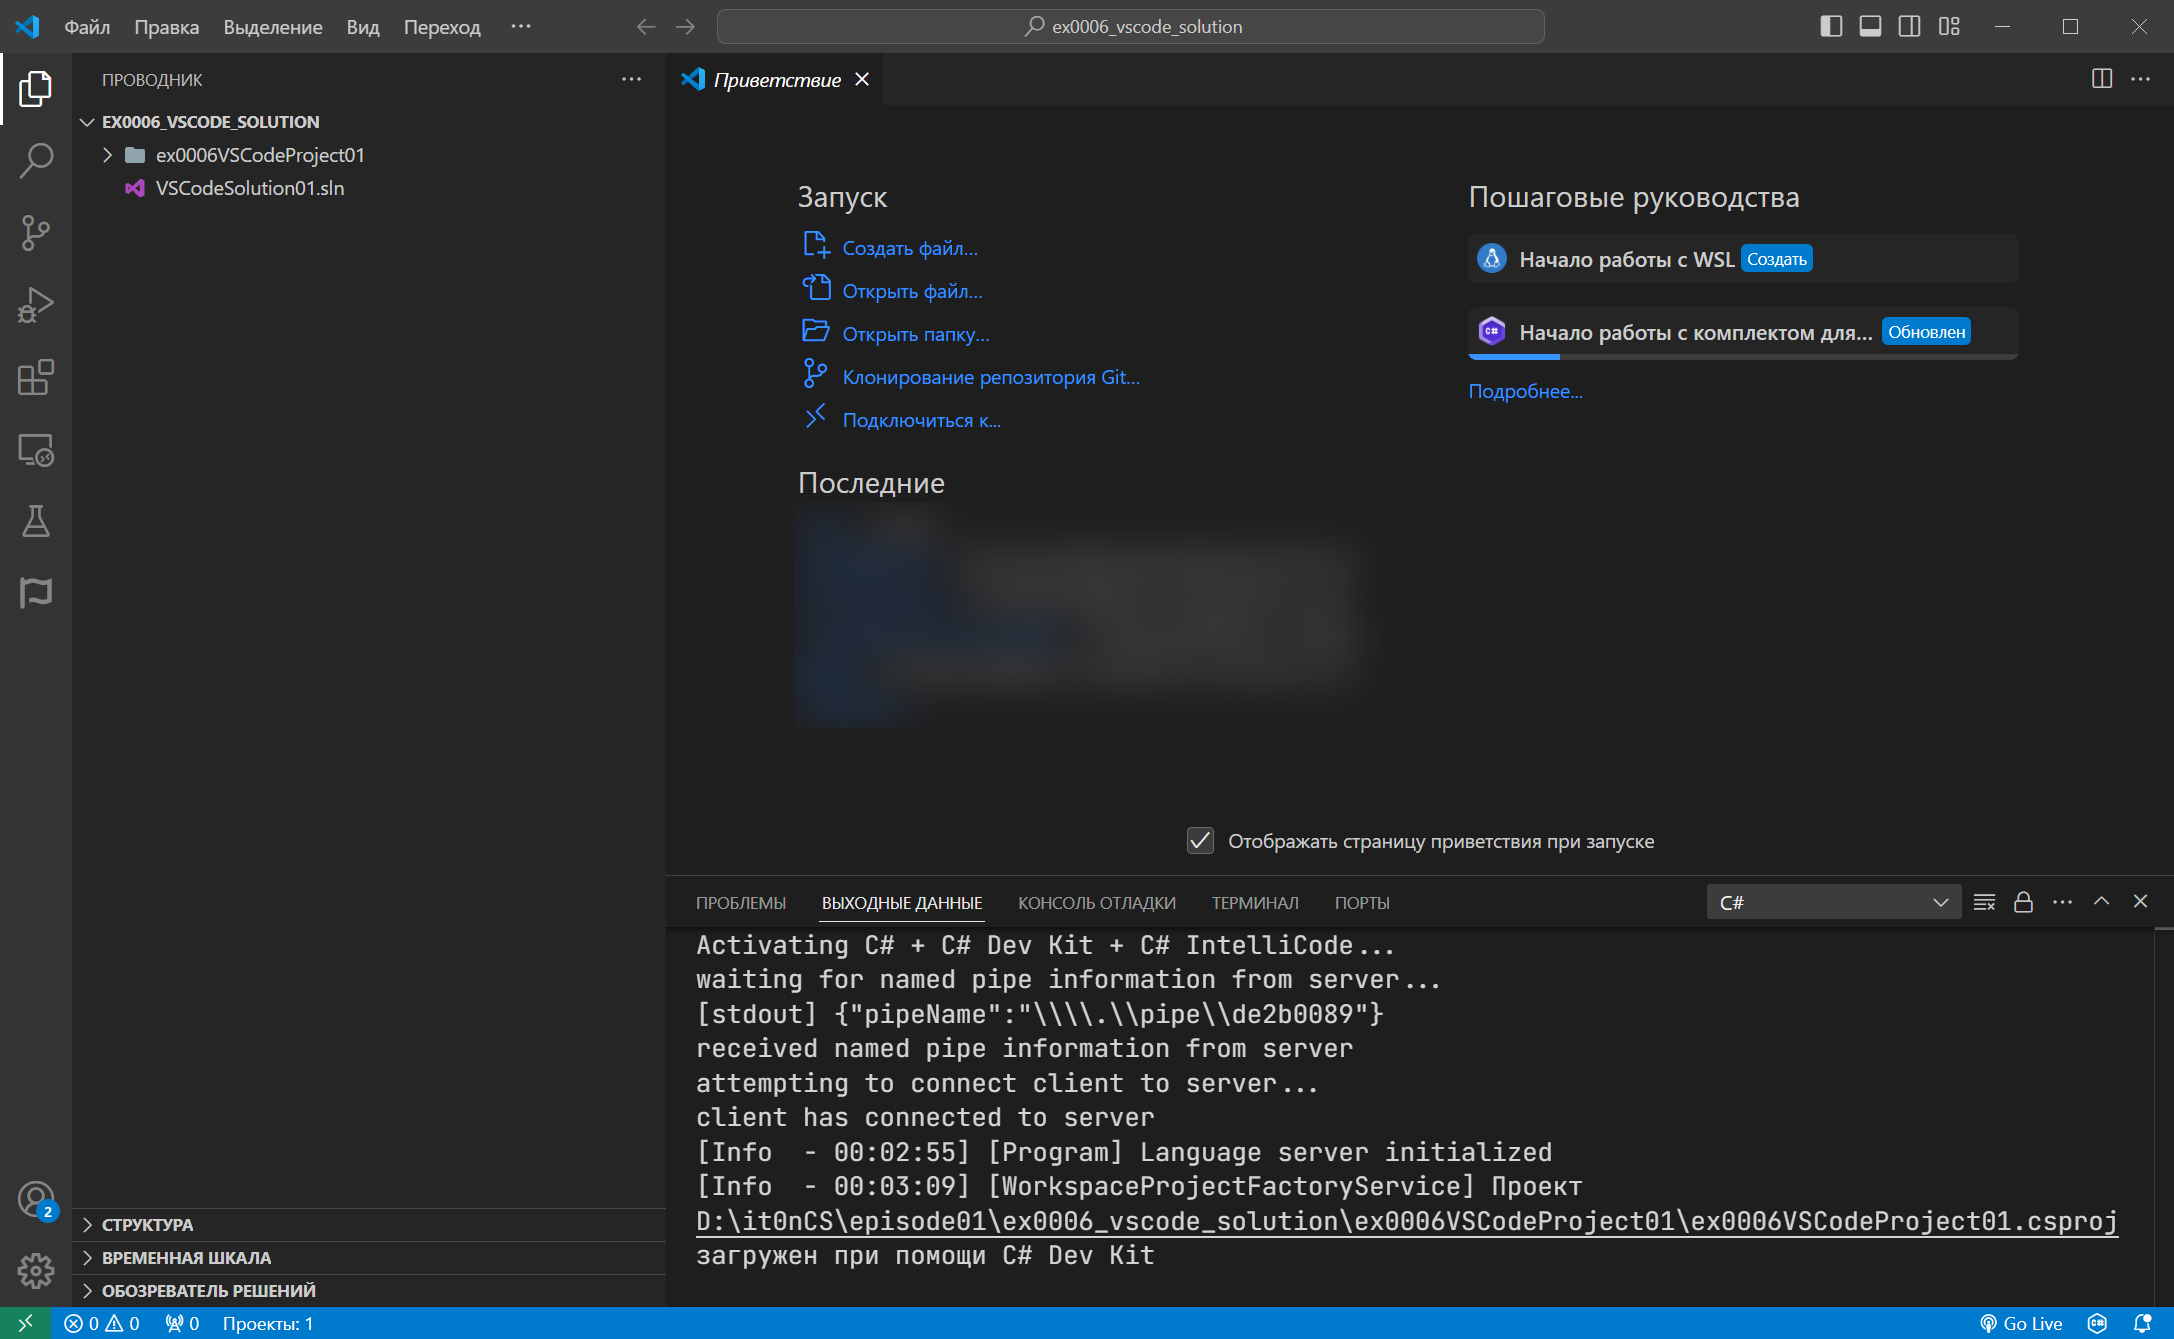 Файл Правка Выделение Вид Переход ···
ex0006_vscode_solution
ПРОВОДНИК
EX0006_VSCODE_SOLUTION
ex0006VSCodeProject01
VSCodeSolution01.sln
СТРУКТУРА
ВРЕМЕННАЯ ШКАЛА
ОБОЗРЕВАТЕЛЬ РЕШЕНИЙ
Приветствие
Запуск
Создать файл...
Открыть файл...
Открыть папку...
Клонирование репозитория Git...
Подключиться к...
Последние
Пошаговые руководства
Начало работы с WSL Создать
C# Начало работы с комплектом для... Обновлен
Подробнее...
Отображать страницу приветствия при запуске
ПРОБЛЕМЫ ВЫХОДНЫЕ ДАННЫЕ КОНСОЛЬ ОТЛАДКИ ТЕРМИНАЛ ПОРТЫ
C#
Activating C# + C# Dev Kit + C# IntelliCode...
waiting for named pipe information from server...
[stdout] {"pipeName":"\\\\.\\pipe\\de2b0089"}
received named pipe information from server
attempting to connect client to server...
client has connected to server
[Info  - 00:02:55] [Program] Language server initialized
[Info  - 00:03:09] [WorkspaceProjectFactoryService] Проект
D:\it0nCS\episode01\ex0006_vscode_solution\ex0006VSCodeProject01\ex0006VSCodeProject01.csproj
загружен при помощи C# Dev Kit
2
0 0 0 Проекты: 1
Go Live C#